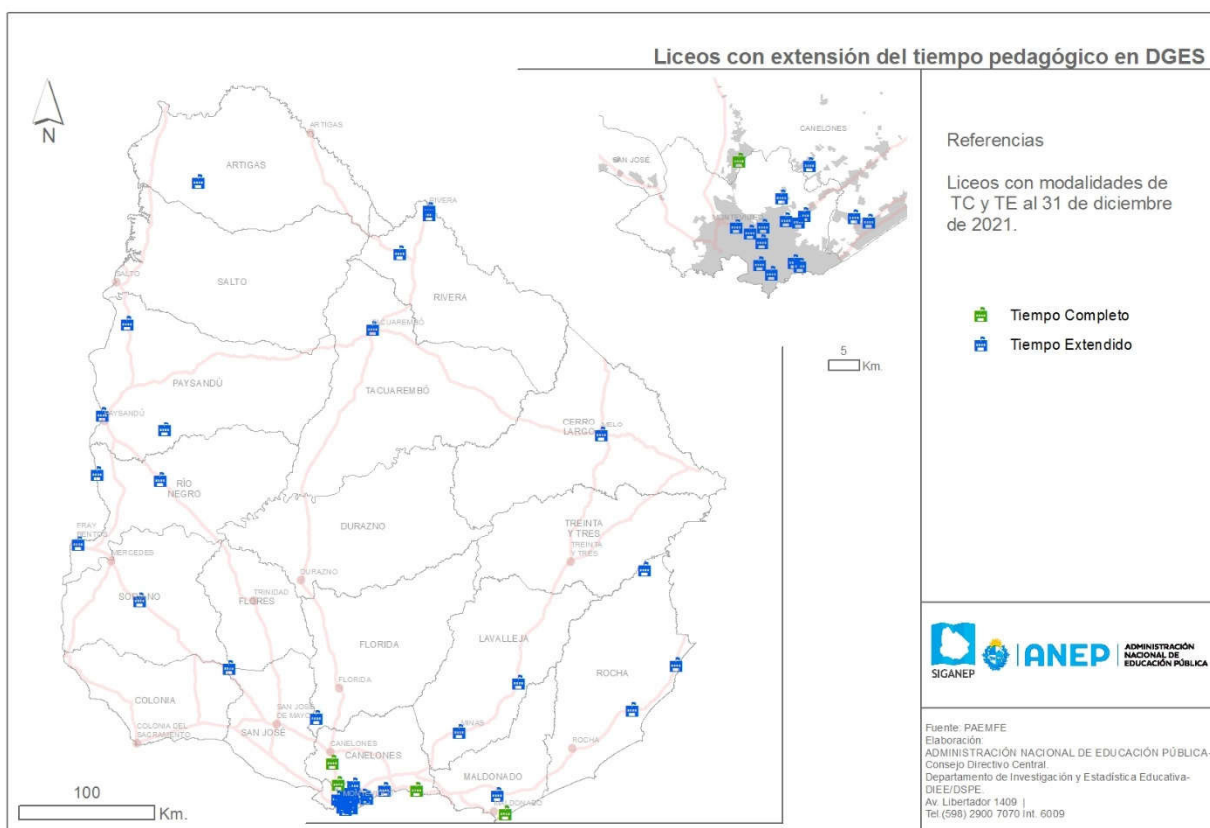 Liceos con extensión del tiempo pedagógico en DGES
N
ARTIGAS
ARTIGAS
RIVERA
SALTO
SALTO
RIVERA
TACUAREMBÓ
PAYSANDÚ
TACUAREMBÓ
PAYSANDÚ
CERRO
LARGO
MELO
RÍO
NEGRO
DURAZNO
TREINTA
Y TRES
TREINTA
Y TRES
FRAY
BENTOS
MERCEDES
SORIANO
DURAZNO
TRINIDAD
FLORES
FLORIDA
LAVALLEJA
ROCHA
COLONIA
FLORIDA
SAN JOSÉ
DE MAYO
SAN JOSÉ
COLONIA DEL
SACRAMENTO
MINAS
CANELONES
CANELONES
ROCHA
MALDONADO
MALDONADO
100
Km.
CANELONES
SAN JOSÉ
MONTEVIDEO
5
Km.
Referencias
Liceos con modalidades de
TC y TE al 31 de diciembre
de 2021.
Tiempo Completo
Tiempo Extendido
SIGANEP
ANEP
ADMINISTRACIÓN
NACIONAL DE
EDUCACIÓN PÚBLICA
Fuente: PAEMFE
Elaboración:
ADMINISTRACIÓN NACIONAL DE EDUCACIÓN PÚBLICA-
Consejo Directivo Central.
Departamento de Investigación y Estadística Educativa-
DIEE/DSPE.
Av. Libertador 1409 |
Tel.(598) 2900 7070 Int. 6009